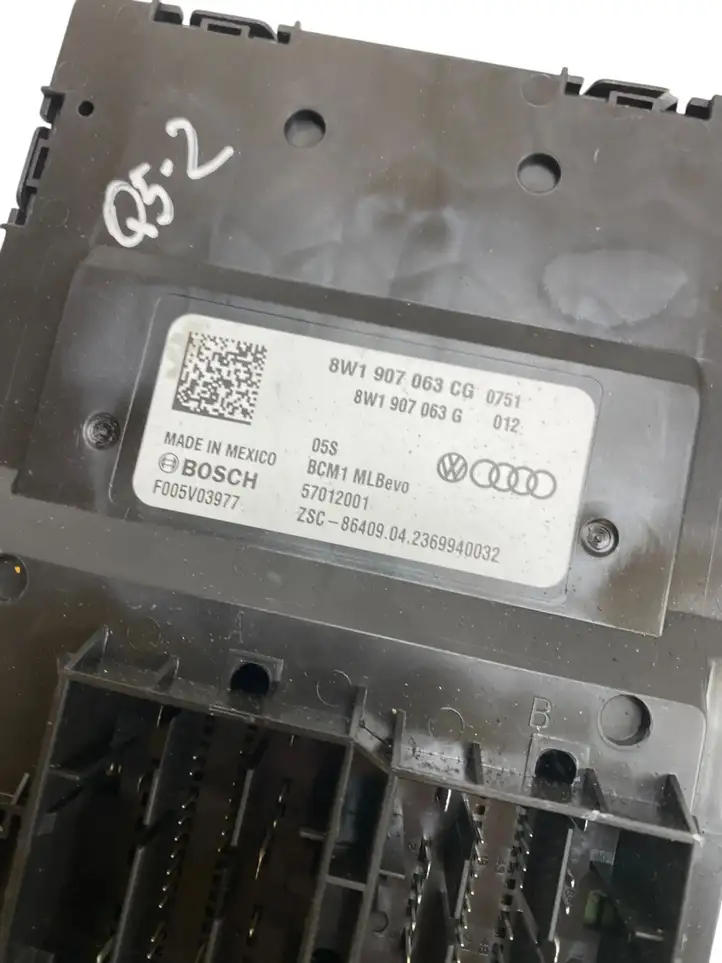 Q5-2
8W1 907 063 CG 0751
8W1 907 063 G 012
MADE IN MEXICO
BOSCH
F005V03977
05S
BCM1 MLBevo
57012001
ZSC-86409.04.2369940032
A
B